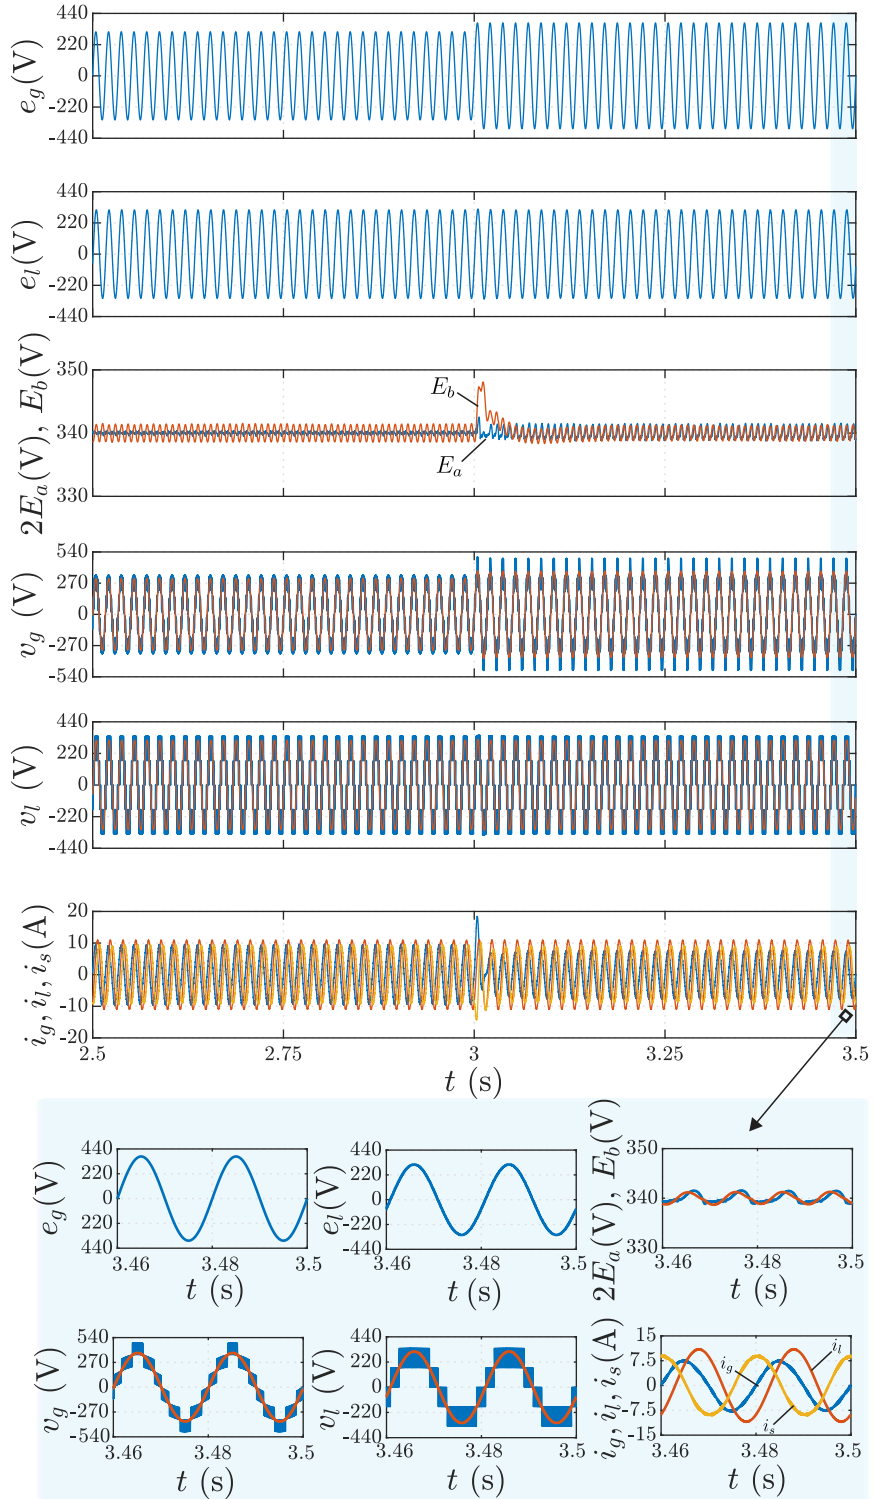 440
220
0
-220
-440
e_g(V)
440
220
0
-220
-440
e_l(V)
350
340
330
2E_a(V), E_b(V)
E_b
E_a
540
270
0
-270
-540
v_g (V)
440
220
0
-220
-440
v_l (V)
20
10
0
-10
-20
i_g, i_l, i_s(A)
2.5 2.75 3 3.25 3.5
t (s)
440
220
0
220
440
e_g(V)
3.46 3.48 3.5
t (s)
440
220
0
-220
-440
e_l(V)
3.46 3.48 3.5
t (s)
350
340
330
2E_a(V), E_b(V)
3.46 3.48 3.5
t (s)
540
270
0
-270
-540
v_g (V)
3.46 3.48 3.5
t (s)
440
220
0
-220
440
v_l (V)
3.46 3.48 3.5
t (s)
15
7.5
0
-7.5
-15
i_g, i_l, i_s(A)
i_g
i_l
i_s
3.46 3.48 3.5
t (s)